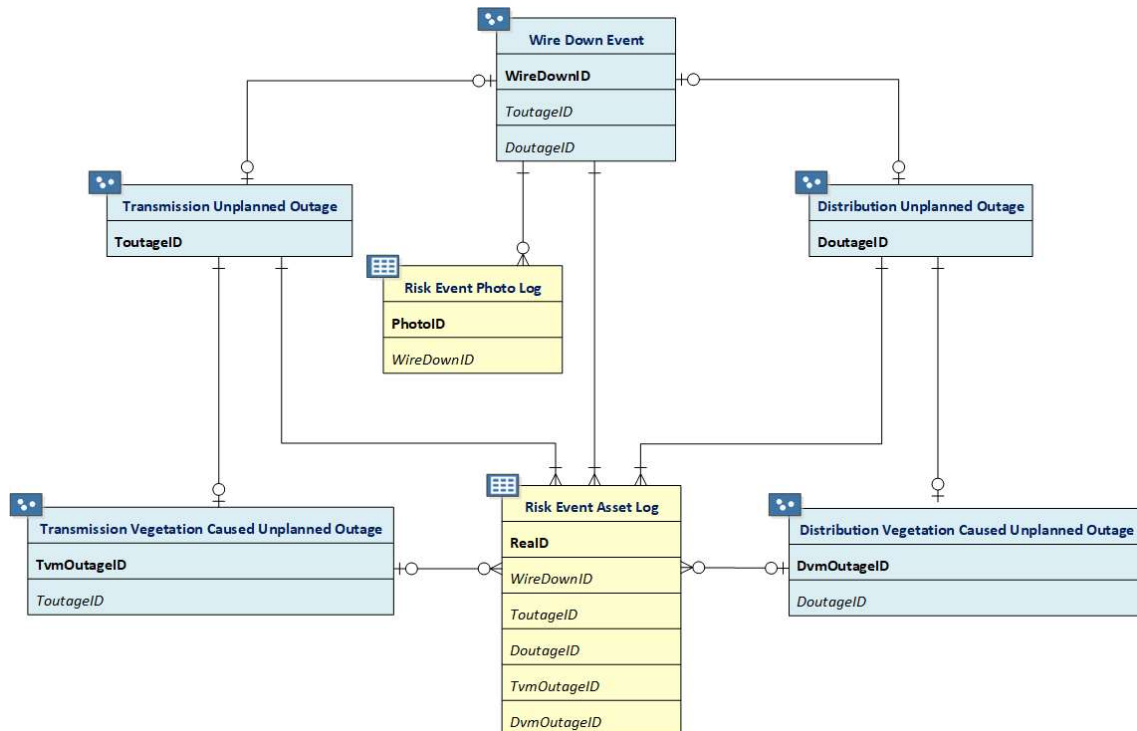 Wire Down Event
WireDownID
ToutageID
DoutageID
Transmission Unplanned Outage
ToutageID
Distribution Unplanned Outage
DoutageID
Risk Event Photo Log
PhotoID
WireDownID
Transmission Vegetation Caused Unplanned Outage
TvmOutageID
ToutageID
Risk Event Asset Log
ReaID
WireDownID
ToutageID
DoutageID
TvmOutageID
DvmOutageID
Distribution Vegetation Caused Unplanned Outage
DvmOutageID
DoutageID